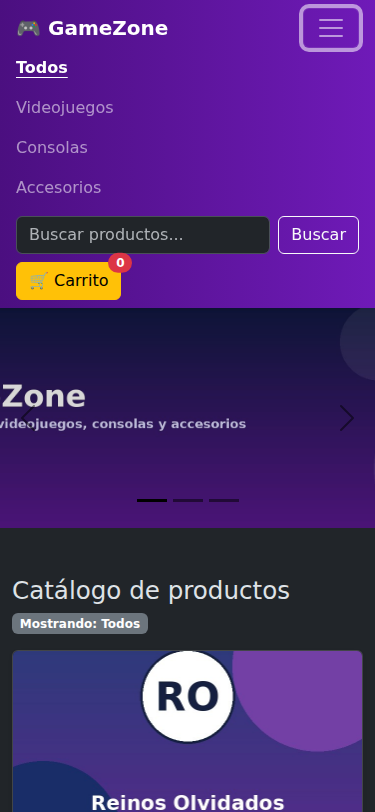 🎮 GameZone
Todos
Videojuegos
Consolas
Accesorios
Buscar productos...
Buscar
🛒 Carrito
0
Zone
videojuegos, consolas y accesorios
Catálogo de productos
Mostrando: Todos
RO
Reinos Olvidados